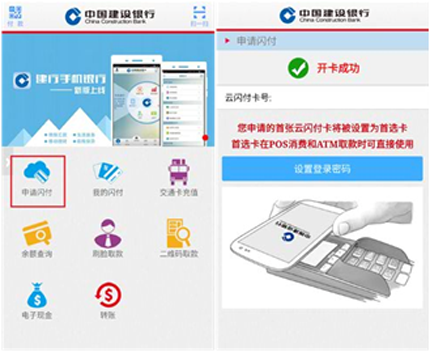 中国建设银行
China Construction Bank
付 款
扫一扫
建行手机银行
——新版上线
申请闪付
我的闪付
交通卡充值
余额查询
刷脸取款
二维码取款
电子现金
转账
中国建设银行
China Construction Bank
申请闪付
开卡成功
云闪付卡号:
您申请的首张云闪付卡将被设置为首选卡
首选卡在POS消费和ATM取款时可直接使用
设置登录密码